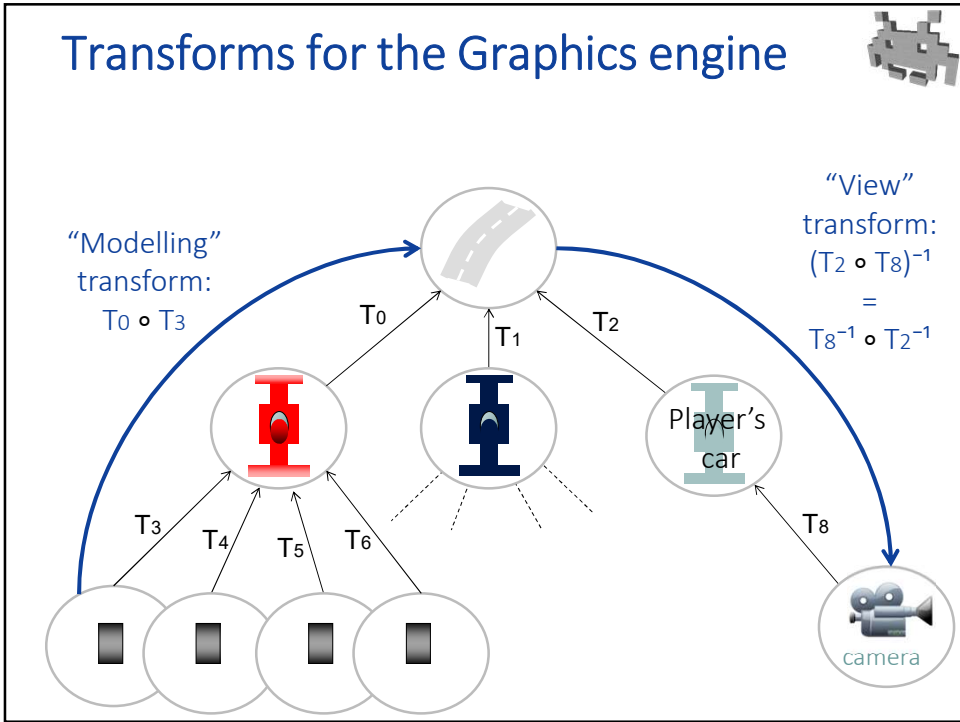 Transforms for the Graphics engine
“Modelling”
transform:
T0 ∘ T3
“View”
transform:
(T2 ∘ T8)⁻¹
=
T8⁻¹ ∘ T2⁻¹
T0
T1
T2
Player’s
car
T3
T4
T5
T6
T8
camera